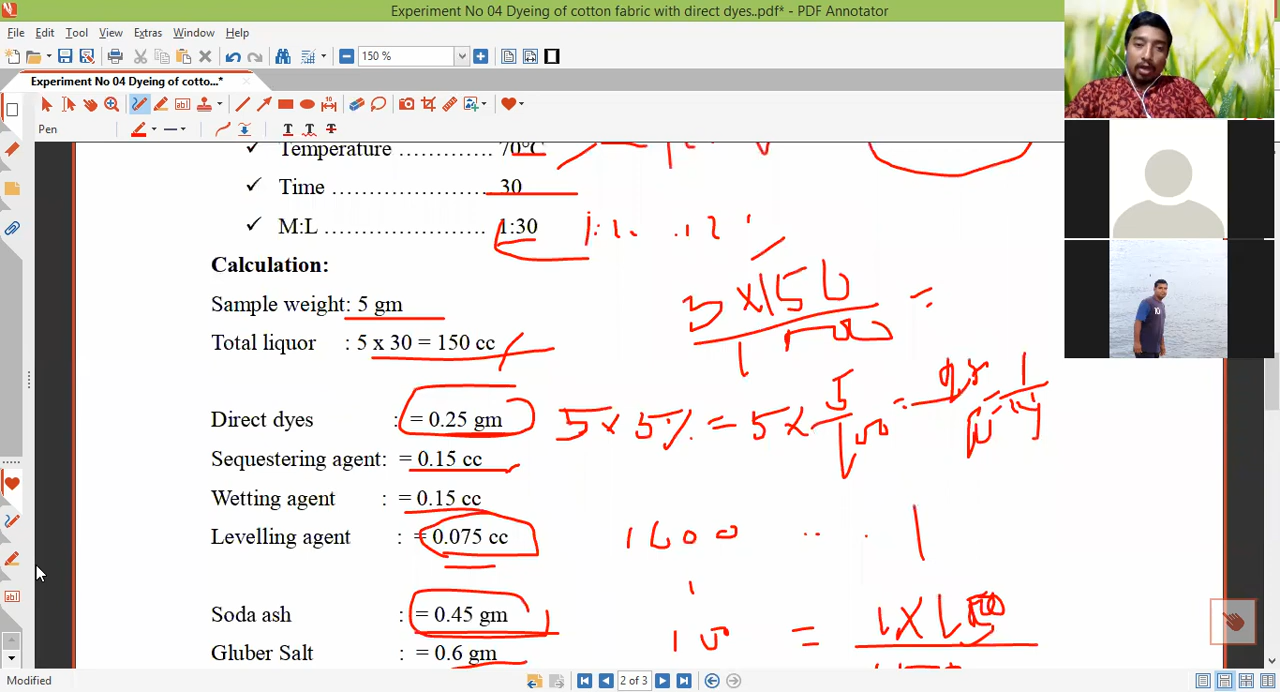 Experiment No 04 Dyeing of cotton fabric with direct dyes..pdf* - PDF Annotator
File Edit Tool View Extras Window Help
150 %
Experiment No 04 Dyeing of cotto...*
Pen
✓ Temperature .............. 70°C
✓ Time ....................... 30
✓ M:L ........................ 1:30
Calculation:
Sample weight: 5 gm
Total liquor : 5 x 30 = 150 cc
Direct dyes : = 0.25 gm
5 x 5% = 5 x 5/100 =
Sequestering agent: = 0.15 cc
Wetting agent : = 0.15 cc
Levelling agent : = 0.075 cc
Soda ash : = 0.45 gm
Gluber Salt : = 0.6 gm
Modified
2 of 3